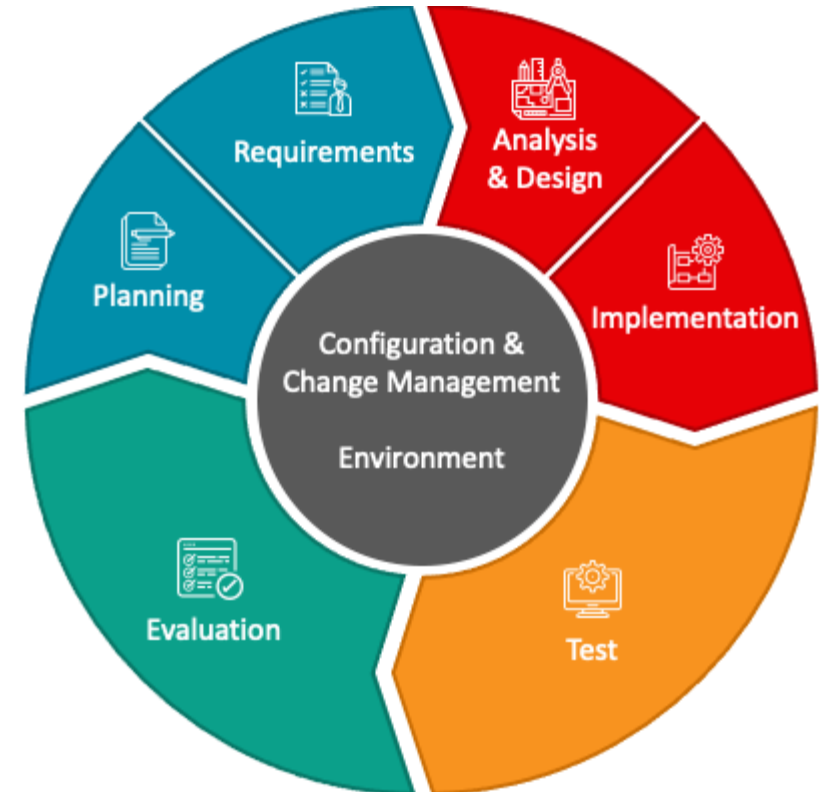 Requirements
Analysis
& Design
Planning
Implementation
Configuration &
Change Management
Environment
Evaluation
Test